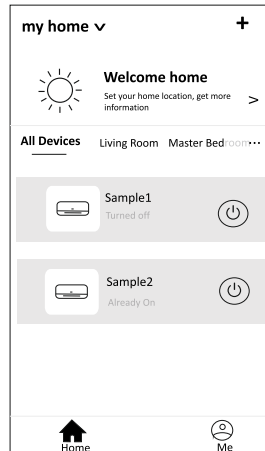 my home
+
Welcome home
Set your home location, get more
information
>
All Devices Living Room Master Bedroom ...
Sample1
Turned off
Sample2
Already On
Home Me